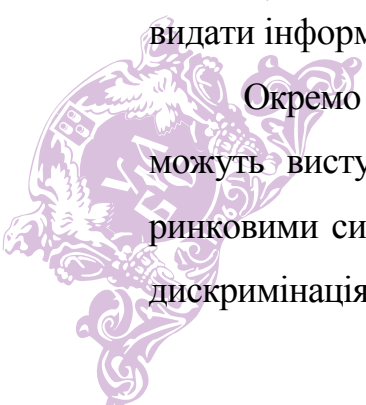 видати інформ
Окремо
можуть висту
ринковими си
дискримінація